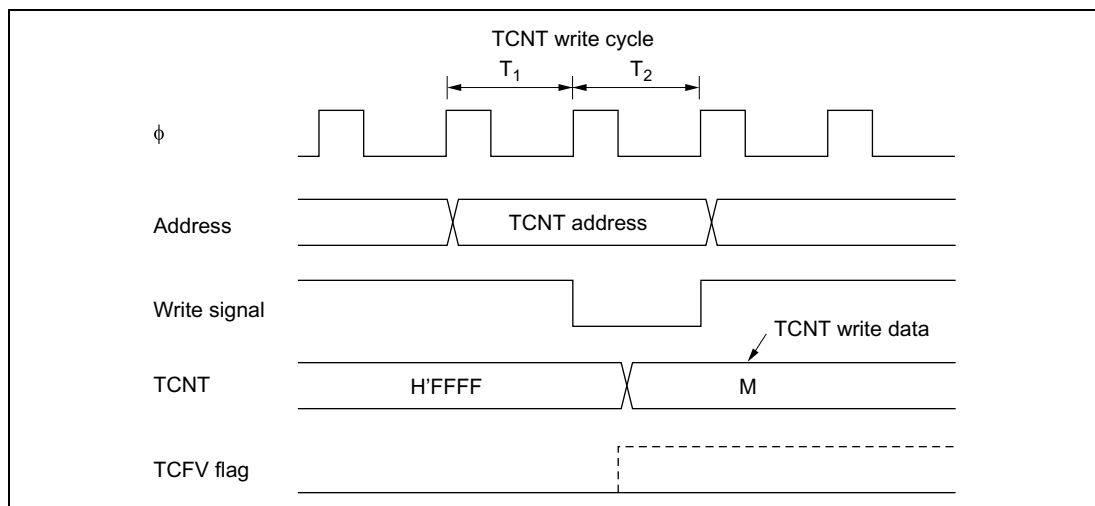 TCNT write cycle
T1 T2
ϕ
Address
TCNT address
Write signal
TCNT write data
TCNT
H'FFFF
M
TCFV flag